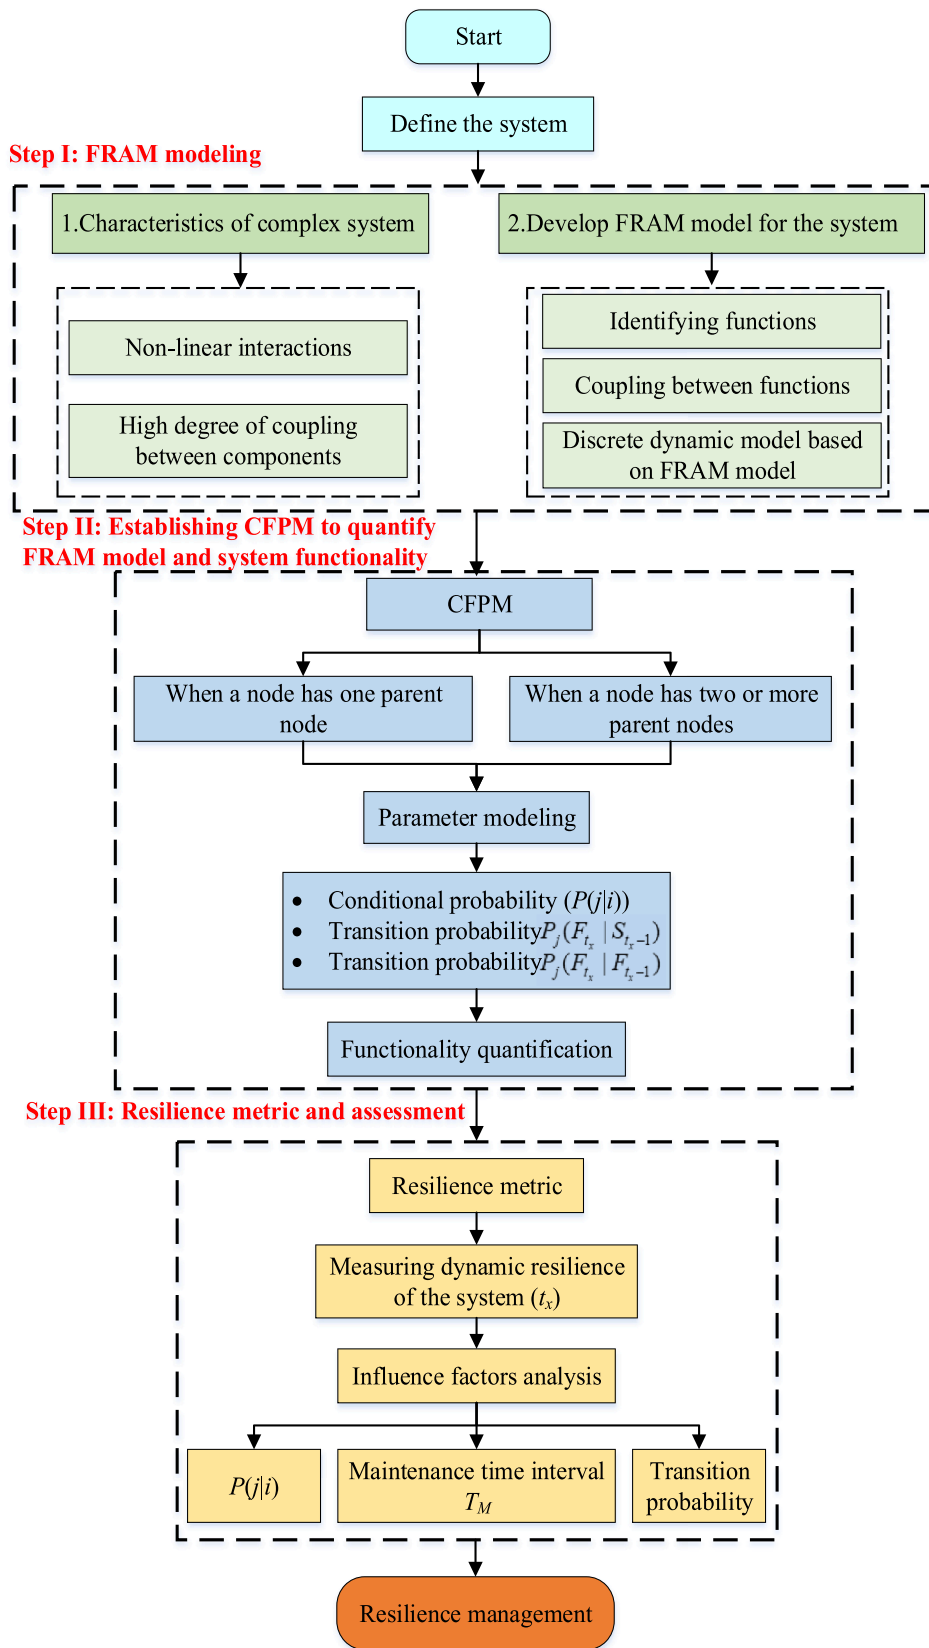 Start
Define the system
Step I: FRAM modeling
1.Characteristics of complex system
Non-linear interactions
High degree of coupling
between components
2.Develop FRAM model for the system
Identifying functions
Coupling between functions
Discrete dynamic model based
on FRAM model
Step II: Establishing CFPM to quantify
FRAM model and system functionality
CFPM
When a node has one parent
node
When a node has two or more
parent nodes
Parameter modeling
• Conditional probability (P(j|i))
• Transition probability P_j(F_{t_x} | S_{t_x-1})
• Transition probability P_j(F_{t_x} | F_{t_x-1})
Functionality quantification
Step III: Resilience metric and assessment
Resilience metric
Measuring dynamic resilience
of the system (t_x)
Influence factors analysis
P(j|i)
Maintenance time interval
T_M
Transition
probability
Resilience management